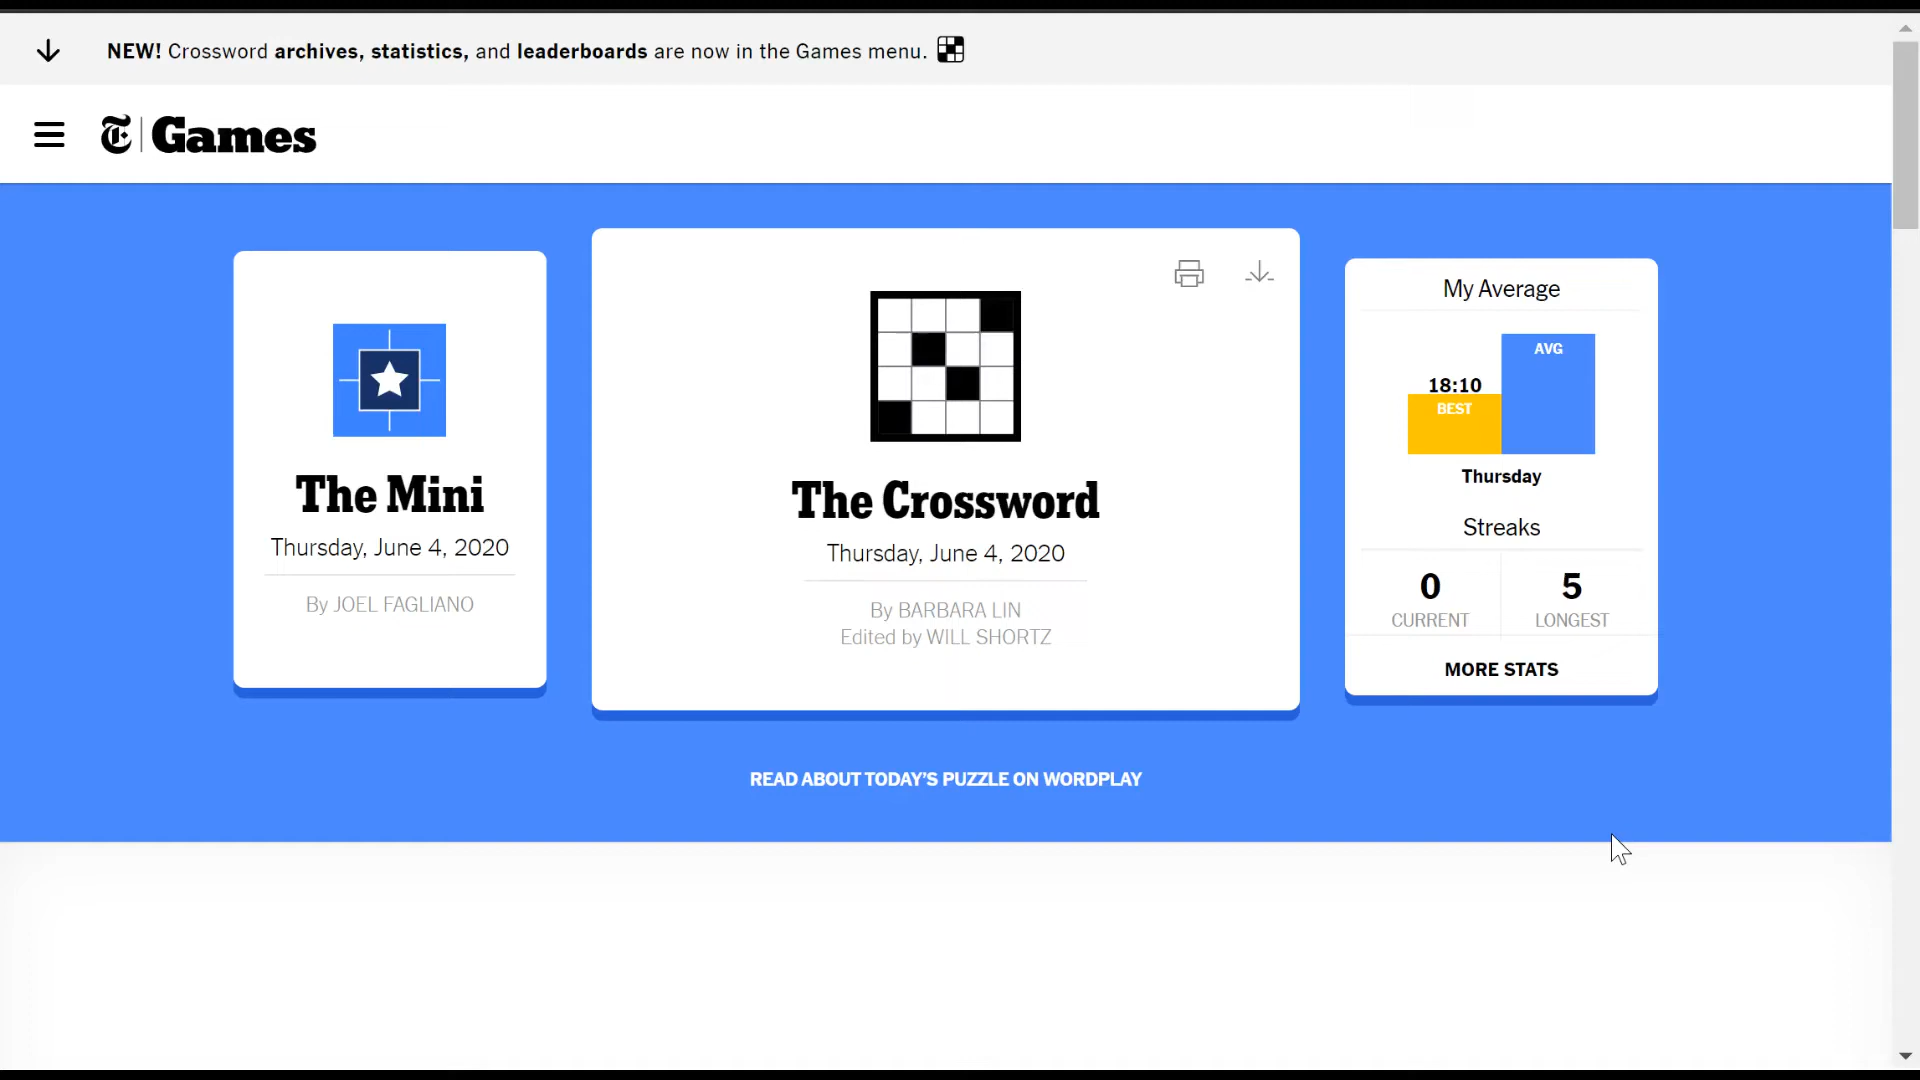 NEW! Crossword archives, statistics, and leaderboards are now in the Games menu.
T Games
The Mini
Thursday, June 4, 2020
By JOEL FAGLIANO
The Crossword
Thursday, June 4, 2020
By BARBARA LIN
Edited by WILL SHORTZ
My Average
AVG
18:10
BEST
Thursday
Streaks
0
5
CURRENT
LONGEST
MORE STATS
READ ABOUT TODAY'S PUZZLE ON WORDPLAY